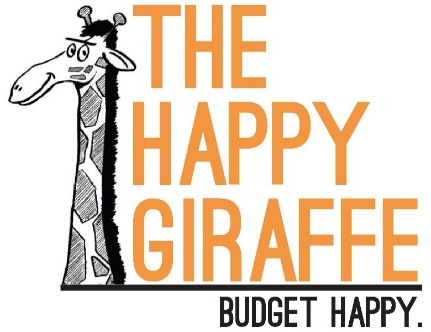 THE
HAPPY
GIRAFFE
BUDGET HAPPY.